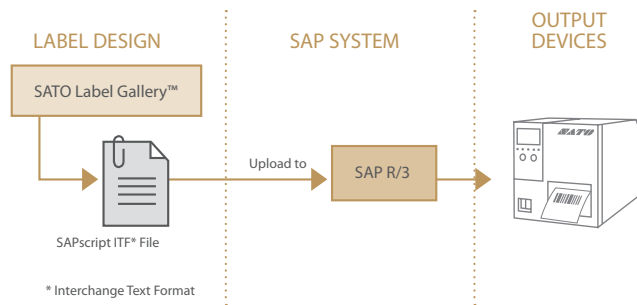 LABEL DESIGN
SAP SYSTEM
OUTPUT
DEVICES
SATO Label Gallery™
SATO
Upload to
SAP R/3
SAPscript ITF* File
* Interchange Text Format